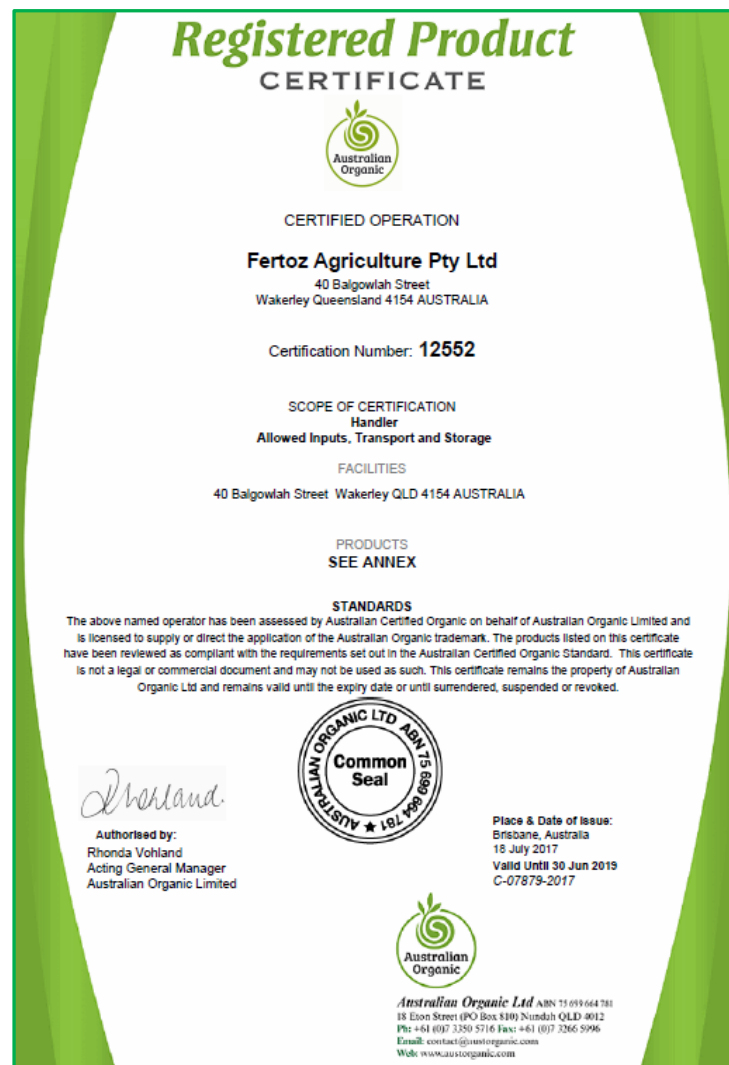 Registered Product
CERTIFICATE
Australian
Organic
CERTIFIED OPERATION
Fertoz Agriculture Pty Ltd
40 Balgowlah Street
Wakerley Queensland 4154 AUSTRALIA
Certification Number: 12552
SCOPE OF CERTIFICATION
Handler
Allowed Inputs, Transport and Storage
FACILITIES
40 Balgowlah Street Wakerley QLD 4154 AUSTRALIA
PRODUCTS
SEE ANNEX
STANDARDS
The above named operator has been assessed by Australian Certified Organic on behalf of Australian Organic Limited and
is licensed to supply or direct the application of the Australian Organic trademark. The products listed on this certificate
have been reviewed as compliant with the requirements set out in the Australian Certified Organic Standard. This certificate
is not a legal or commercial document and may not be used as such. This certificate remains the property of Australian
Organic Ltd and remains valid until the expiry date or until surrendered, suspended or revoked.
AUSTRALIAN ORGANIC LTD ABN 75 699 664 781
Common
Seal
RVohland.
Authorised by:
Rhonda Vohland
Acting General Manager
Australian Organic Limited
Place & Date of Issue:
Brisbane, Australia
18 July 2017
Valid Until 30 Jun 2019
C-07879-2017
Australian
Organic
Australian Organic Ltd ABN 75 699 664 781
18 Eton Street (PO Box 810) Nundah QLD 4012
Ph: +61 (0)7 3350 5716 Fax: +61 (0)7 3266 5996
Email: contact@austorganic.com
Web: www.austorganic.com